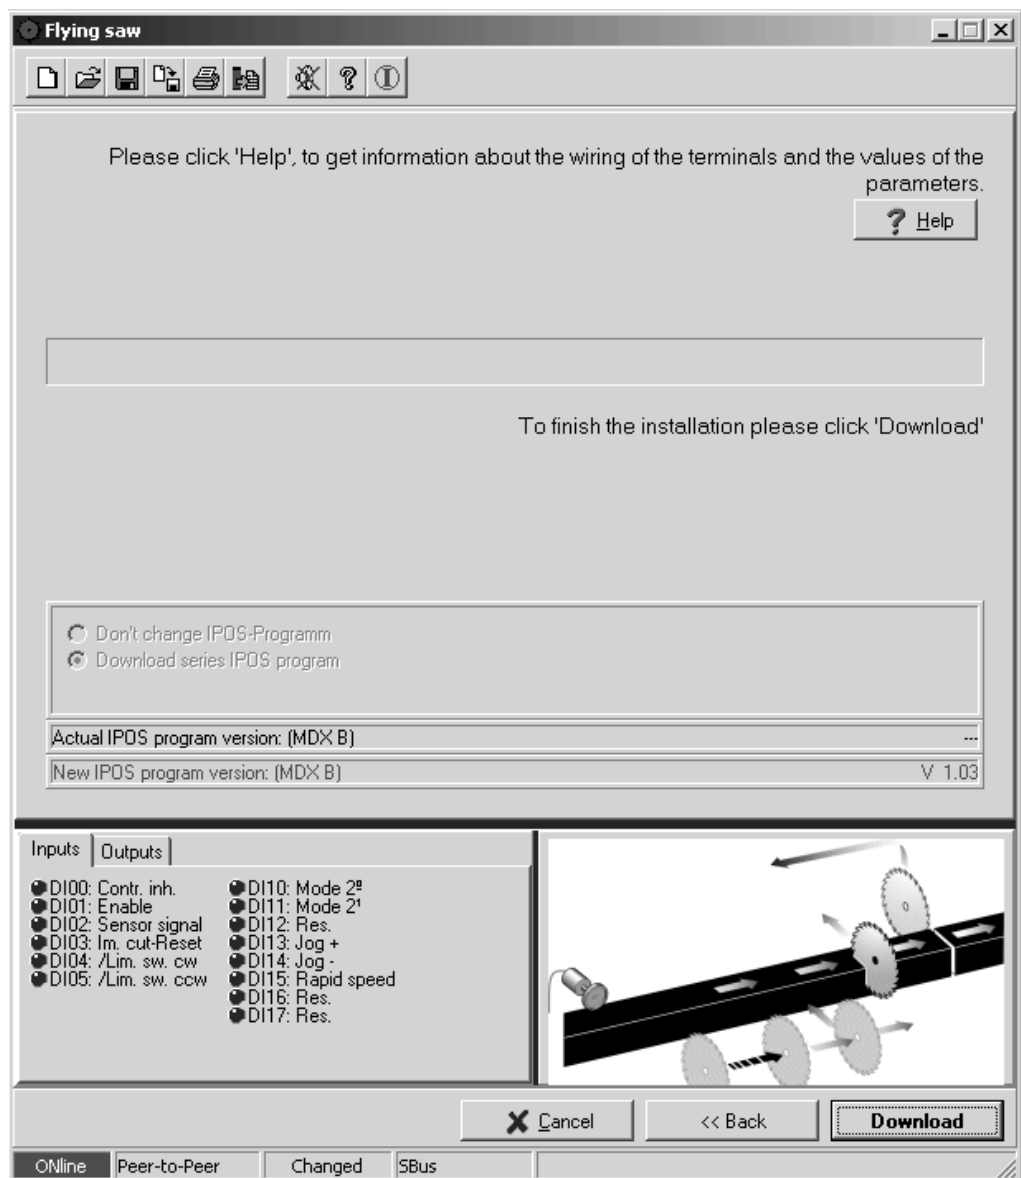 Flying saw
Please click 'Help', to get information about the wiring of the terminals and the values of the
parameters.
? Help
To finish the installation please click 'Download'
Don't change IPOS-Programm
Download series IPOS program
Actual IPOS program version: (MDX B) ---
New IPOS program version: (MDX B) V 1.03
Inputs Outputs
DI00: Contr. inh. DI10: Mode 2⁰
DI01: Enable DI11: Mode 2¹
DI02: Sensor signal DI12: Res.
DI03: Im. cut-Reset DI13: Jog +
DI04: /Lim. sw. cw DI14: Jog -
DI05: /Lim. sw. ccw DI15: Rapid speed
DI16: Res.
DI17: Res.
Cancel << Back Download
ONline Peer-to-Peer Changed SBus